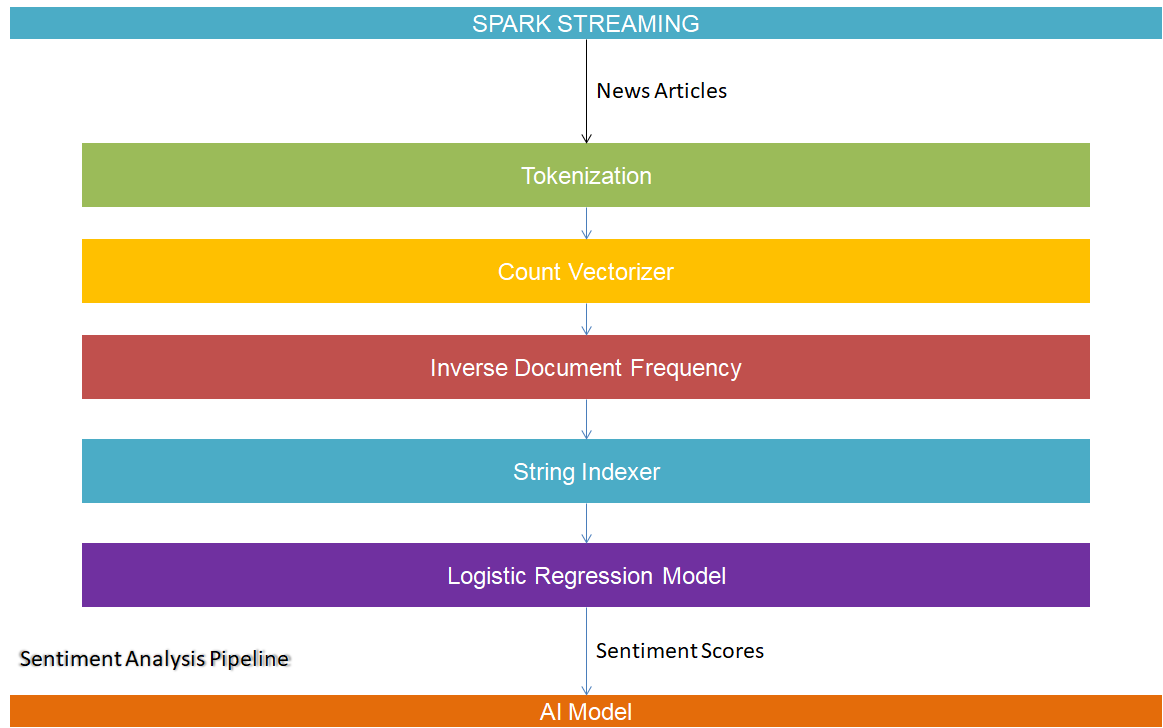 SPARK STREAMING
News Articles
Tokenization
Count Vectorizer
Inverse Document Frequency
String Indexer
Logistic Regression Model
Sentiment Scores
Sentiment Analysis Pipeline
AI Model